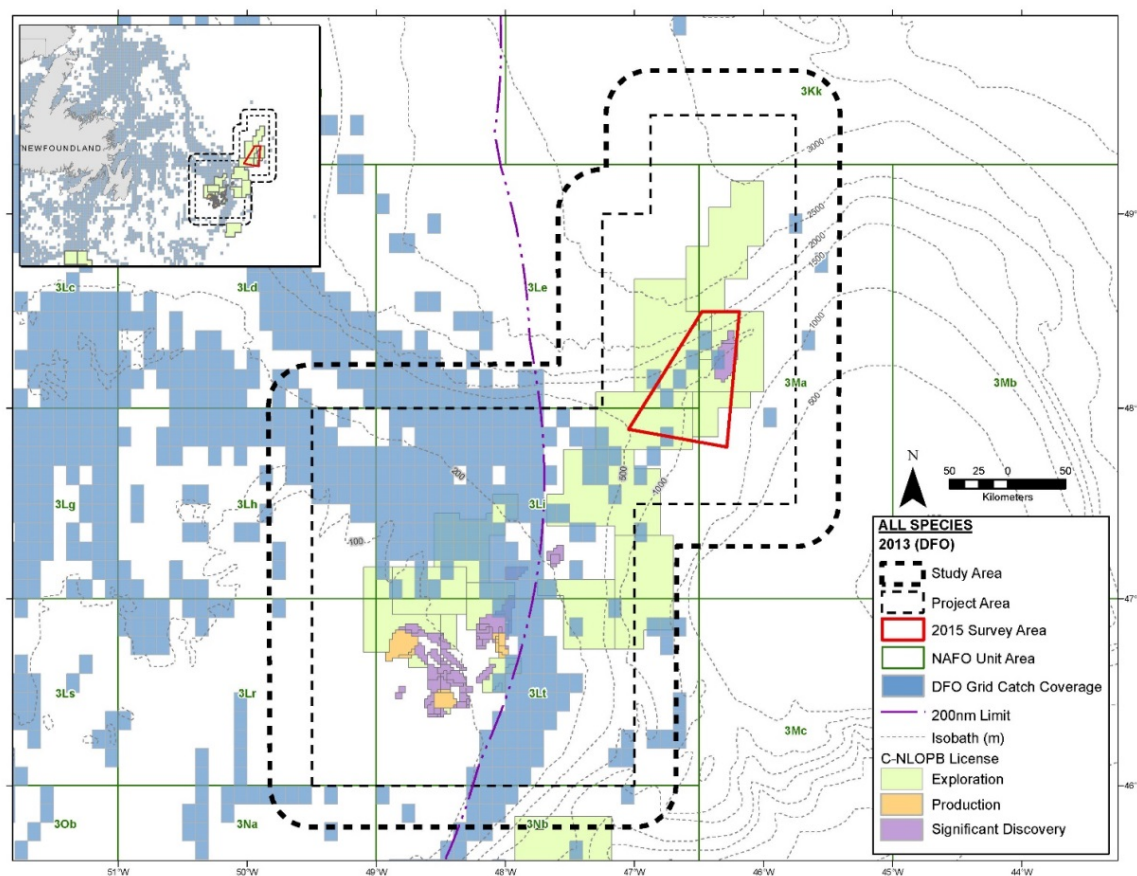 NEWFOUNDLAND
3Kk
3000
2500
2000
1500
1000
500
49°
3Lc
3Ld
3Le
3Ma
3Mb
48°
200
500
1000
3Lg
3Lh
3Li
100
N
50 25 0 50
Kilometers
47°
3Ls
3Lr
3Lt
3Mc
46°
3Ob
3Na
3Nb
ALL SPECIES
2013 (DFO)
Study Area
Project Area
2015 Survey Area
NAFO Unit Area
DFO Grid Catch Coverage
200nm Limit
Isobath (m)
C-NLOPB License
Exploration
Production
Significant Discovery
51°W
50°W
49°W
48°W
47°W
46°W
45°W
44°W